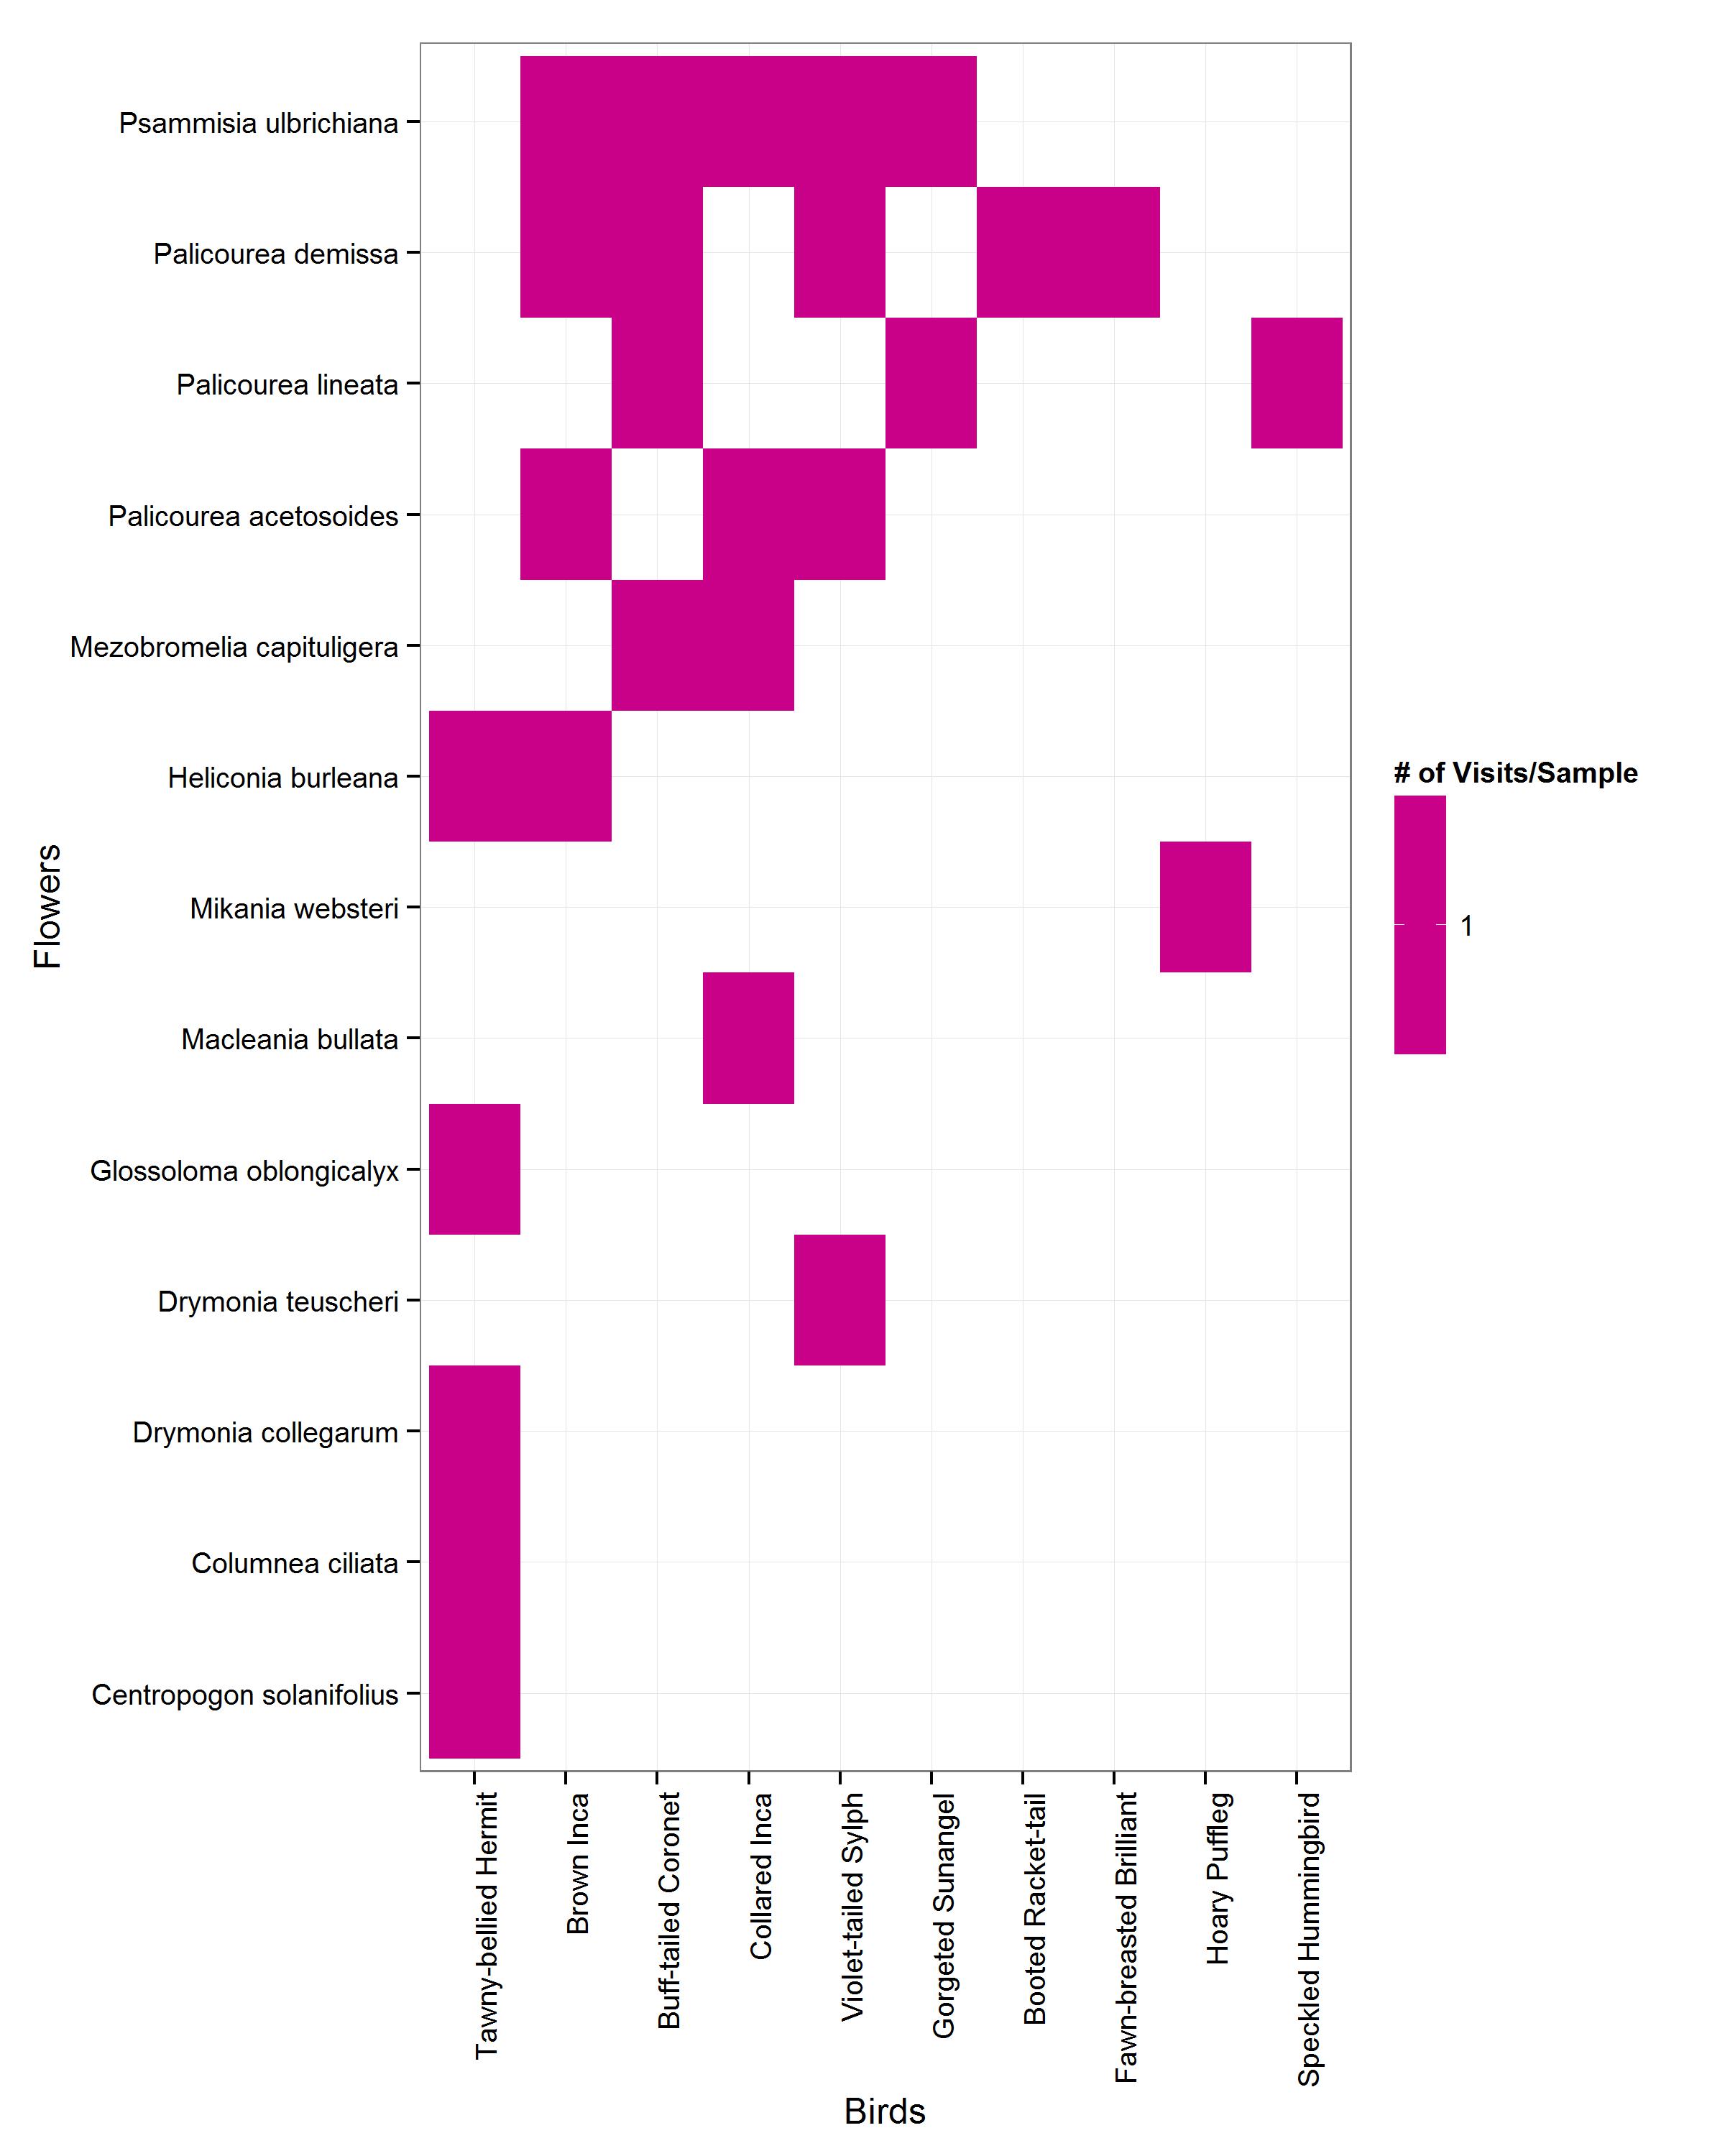 Psammisia ulbrichiana
Palicourea demissa
Palicourea lineata
Palicourea acetosoides
Mezobromelia capituligera
Heliconia burleana
Mikania websteri
Macleania bullata
Glossoloma oblongicalyx
Drymonia teuscheri
Drymonia collegarum
Columnea ciliata
Centropogon solanifolius
Flowers
# of Visits/Sample
1
Tawny-bellied Hermit
Brown Inca
Buff-tailed Coronet
Collared Inca
Violet-tailed Sylph
Gorgeted Sunangel
Booted Racket-tail
Fawn-breasted Brilliant
Hoary Puffleg
Speckled Hummingbird
Birds